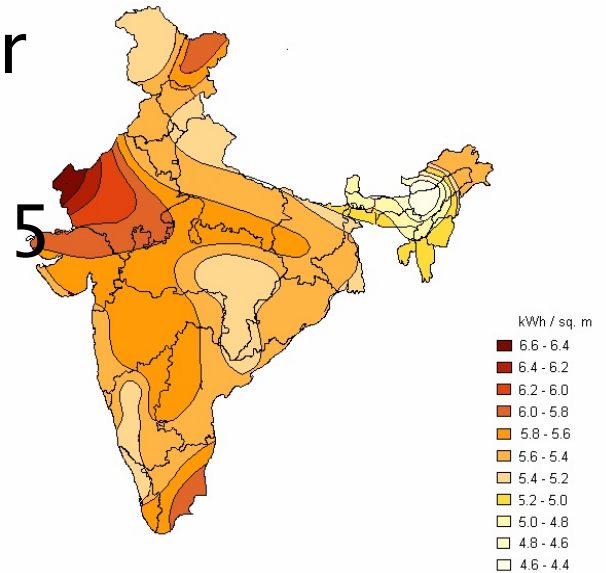 r
5
kWh / sq. m
6.6 - 6.4
6.4 - 6.2
6.2 - 6.0
6.0 - 5.8
5.8 - 5.6
5.6 - 5.4
5.4 - 5.2
5.2 - 5.0
5.0 - 4.8
4.8 - 4.6
4.6 - 4.4